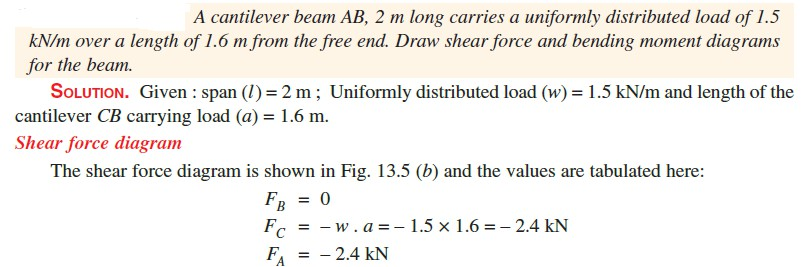 A cantilever beam AB, 2 m long carries a uniformly distributed load of 1.5
kN/m over a length of 1.6 m from the free end. Draw shear force and bending moment diagrams
for the beam.
SOLUTION. Given : span (l) = 2 m ; Uniformly distributed load (w) = 1.5 kN/m and length of the
cantilever CB carrying load (a) = 1.6 m.
Shear force diagram
The shear force diagram is shown in Fig. 13.5 (b) and the values are tabulated here:
F_B = 0
F_C = – w . a = – 1.5 × 1.6 = – 2.4 kN
F_A = – 2.4 kN